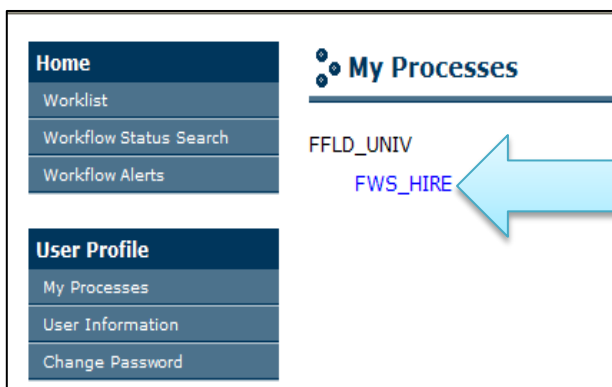 Home
Worklist
Workflow Status Search
Workflow Alerts
User Profile
My Processes
User Information
Change Password
My Processes
FFLD_UNIV
FWS_HIRE